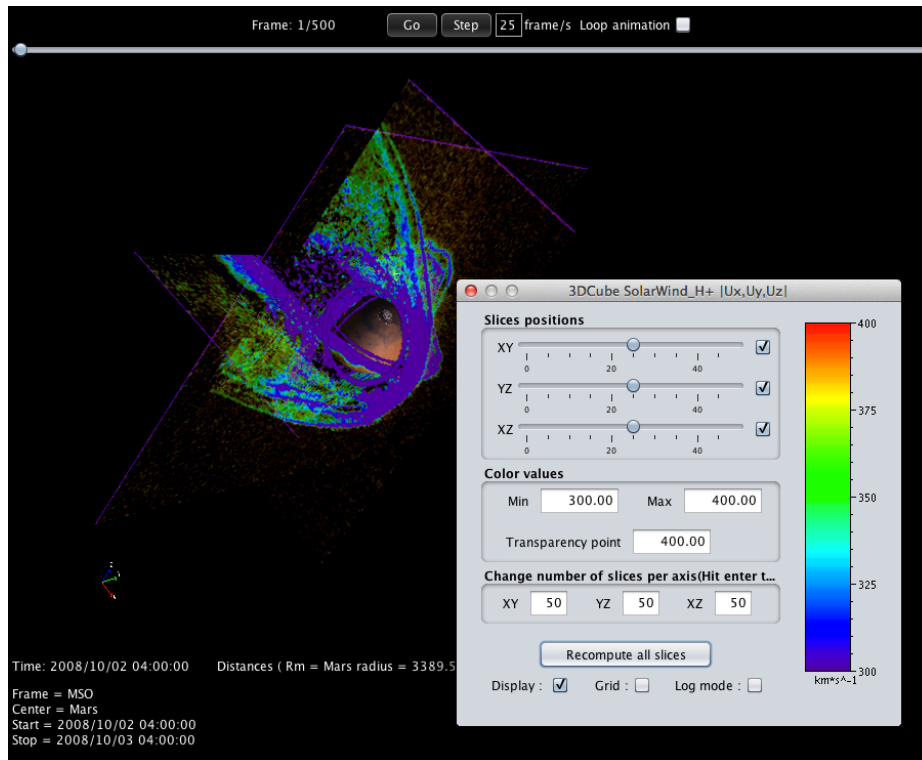 Frame: 1/500 Go Step 25 frame/s Loop animation
3DCube SolarWind_H+ |Ux,Uy,Uz|
Slices positions
XY
0 20 40
YZ
0 20 40
XZ
0 20 40
Color values
Min 300.00 Max 400.00
Transparency point 400.00
Change number of slices per axis(Hit enter t...
XY 50 YZ 50 XZ 50
Recompute all slices
Display : Grid : Log mode :
400
375
350
325
300
km*s^-1
Time: 2008/10/02 04:00:00 Distances ( Rm = Mars radius = 3389.5
Frame = MSO
Center = Mars
Start = 2008/10/02 04:00:00
Stop = 2008/10/03 04:00:00